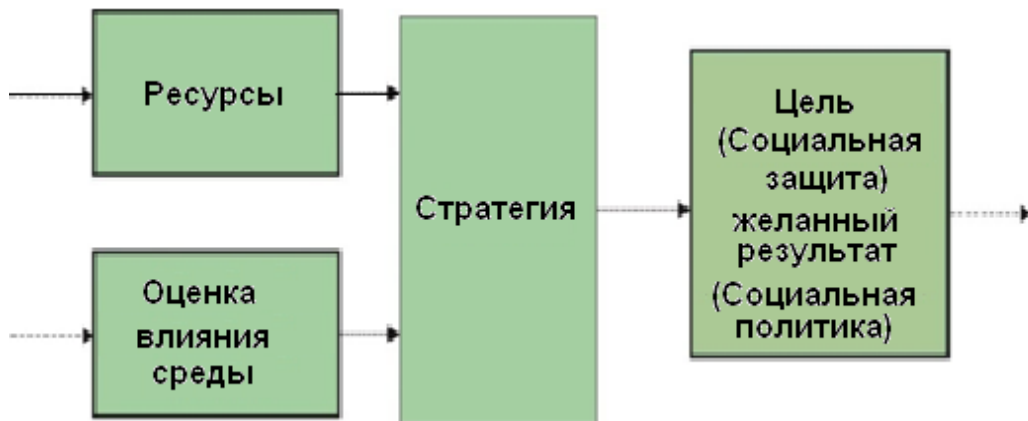 Ресурсы
Оценка
влияния
среды
Стратегия
Цель
(Социальная
защита)
желанный
результат
(Социальная
политика)